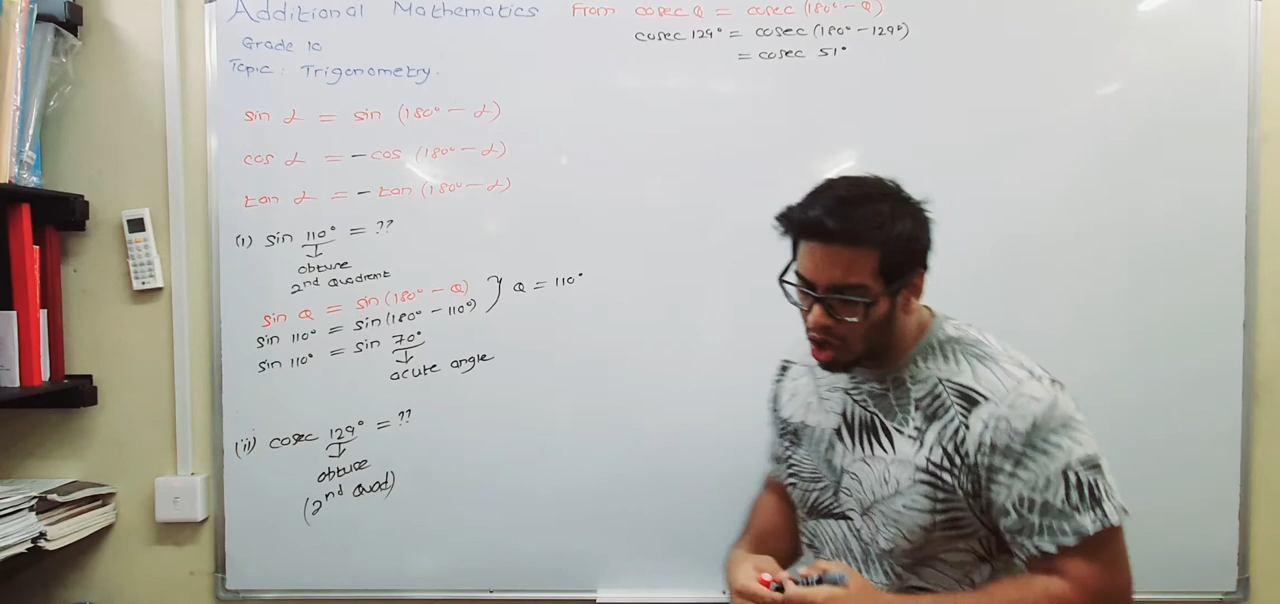 Additional Mathematics
Grade 10
Topic: Trigonometry.
sin α = sin (180° - α)
cos α = -cos (180° - α)
tan α = -tan (180° - α)
(i) sin 110° = ??
↓
obtuse
2nd Quadrant
sin Q = sin (180° - Q)
sin 110° = sin (180° - 110°) } Q = 110°
sin 110° = sin 70°
↓
acute angle
(ii) cosec 129° = ??
↓
obtuse
(2nd Quad)
From cosec Q = cosec (180° - Q)
cosec 129° = cosec (180° - 129°)
= cosec 51°